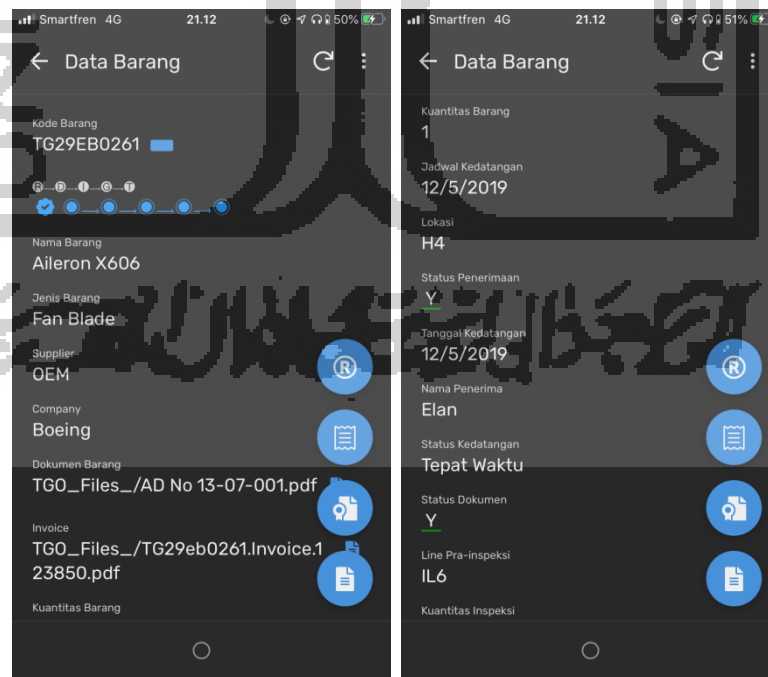 Smartfren 4G 21.12 50%
Data Barang
Kode Barang
TG29EB0261
P D I G T
Nama Barang
Aileron X606
Jenis Barang
Fan Blade
Supplier
OEM
Company
Boeing
Dokumen Barang
TGO_Files_/AD No 13-07-001.pdf
Invoice
TGO_Files_/TG29eb0261.Invoice.1
23850.pdf
Kuantitas Barang
Smartfren 4G 21.12 51%
Data Barang
Kuantitas Barang
1
Jadwal Kedatangan
12/5/2019
Lokasi
H4
Status Penerimaan
Y
Tanggal Kedatangan
12/5/2019
Nama Penerima
Elan
Status Kedatangan
Tepat Waktu
Status Dokumen
Y
Line Pra-inspeksi
IL6
Kuantitas Inspeksi